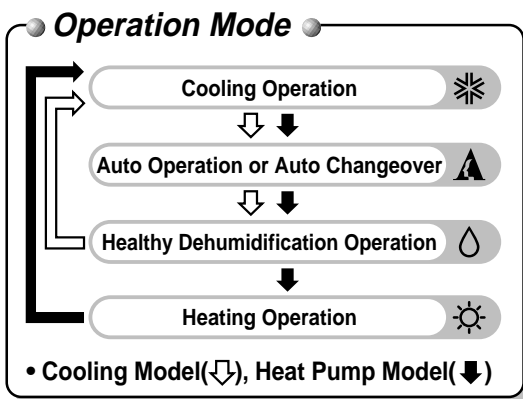 Operation Mode
Cooling Operation
Auto Operation or Auto Changeover
Healthy Dehumidification Operation
Heating Operation
• Cooling Model(⇩), Heat Pump Model(⬇)